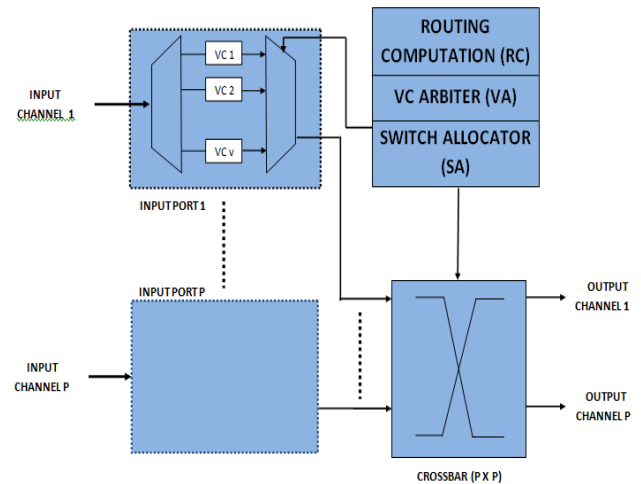 INPUT
CHANNEL 1
VC 1
VC 2
VC v
INPUT PORT 1
ROUTING
COMPUTATION (RC)
VC ARBITER (VA)
SWITCH ALLOCATOR
(SA)
INPUT PORT P
INPUT
CHANNEL P
OUTPUT
CHANNEL 1
OUTPUT
CHANNEL P
CROSSBAR (P X P)